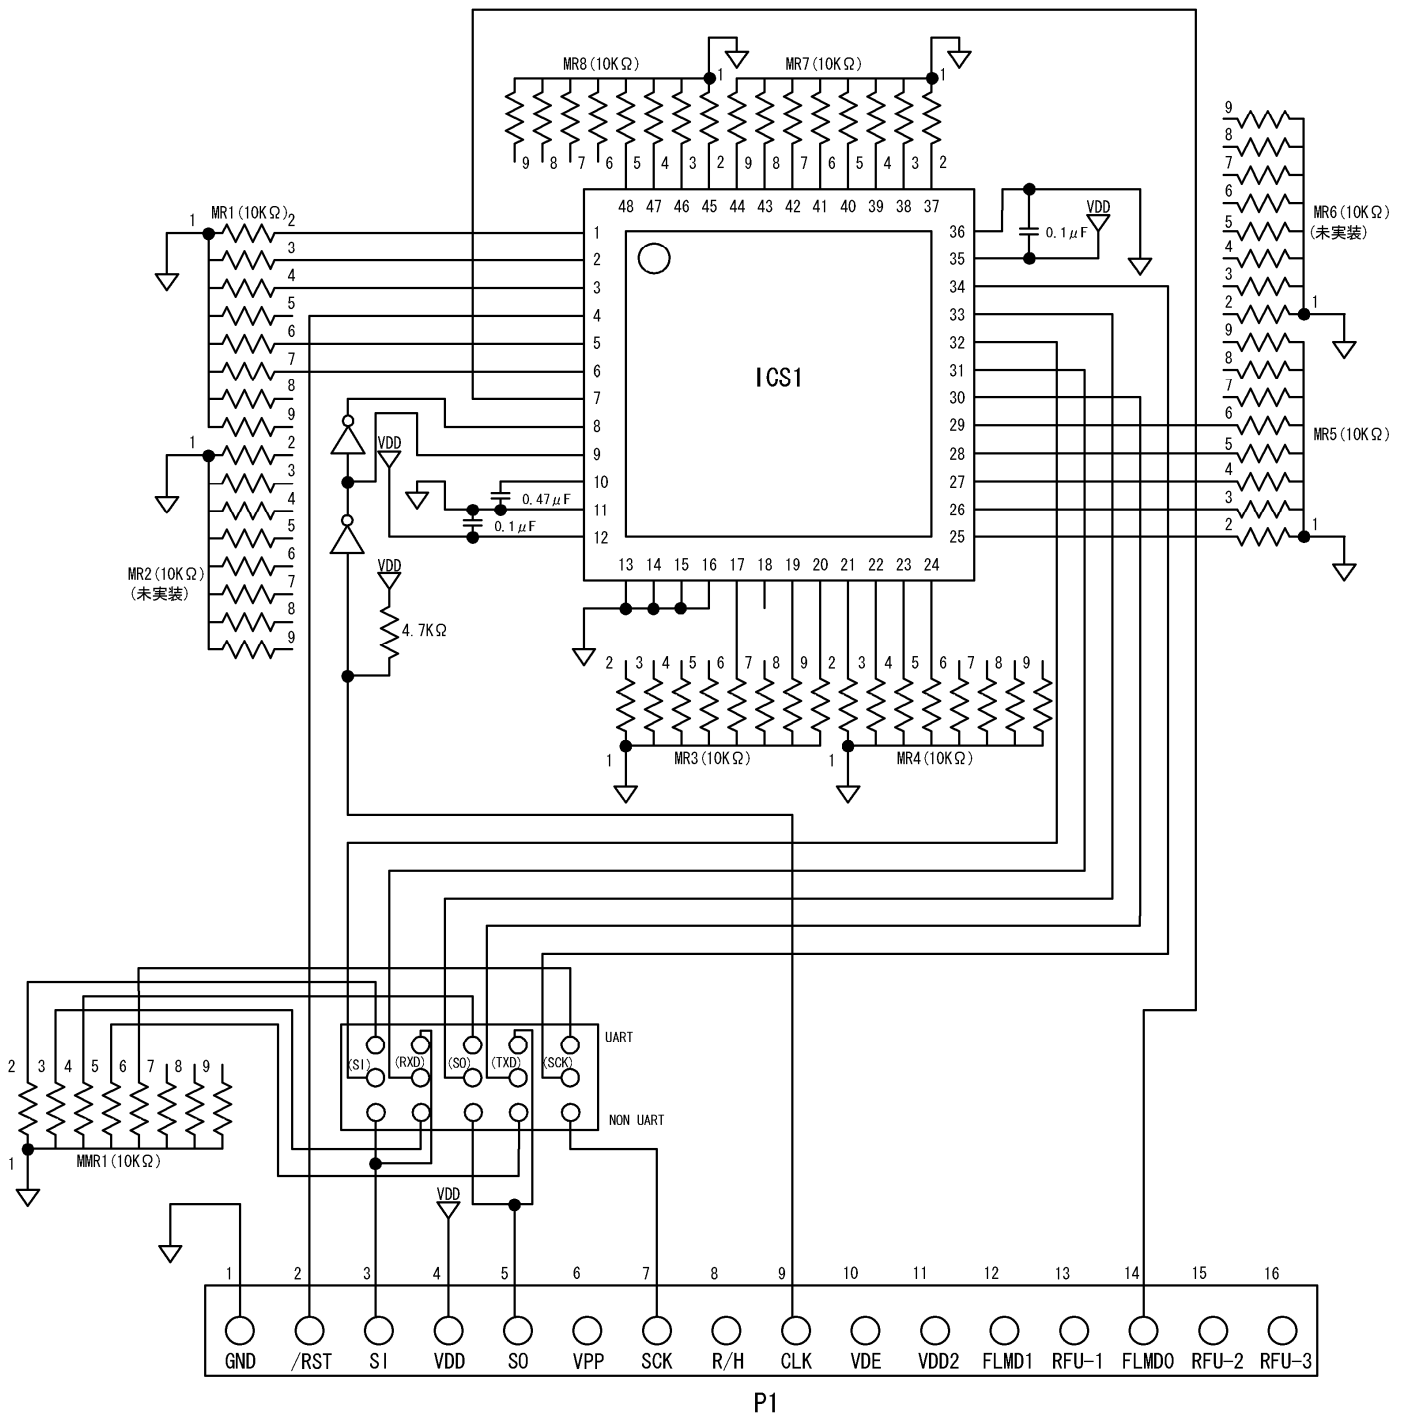 MR8(10KΩ) 1 MR7(10KΩ) 1
9 8 7 6 5 4 3 2 9 8 7 6 5 4 3 2
48 47 46 45 44 43 42 41 40 39 38 37
1 MR1(10KΩ) 2
3
4
5
6
7
8
9
1 2
3
4
5
6
7
8
9
MR2(10KΩ)
(未実装)
1
2
3
4
5
6
7
8
9
10
11
12
VDD
0.47μF
0.1μF
VDD
4.7KΩ
ICS1
36
35
34
33
32
31
30
29
28
27
26
25
VDD
0.1μF
9
8
7
6
5
4
3
2
MR6(10KΩ)
(未実装)
1
9
8
7
6
5
4
3
2
MR5(10KΩ)
1
13 14 15 16 17 18 19 20 21 22 23 24
2 3 4 5 6 7 8 9 2 3 4 5 6 7 8 9
1 MR3(10KΩ) 1 MR4(10KΩ)
UART
(SI) (RXD) (SO) (TXD) (SCK)
NON UART
2 3 4 5 6 7 8 9
1 MMR1(10KΩ)
VDD
1 2 3 4 5 6 7 8 9 10 11 12 13 14 15 16
GND /RST SI VDD SO VPP SCK R/H CLK VDE VDD2 FLMD1 RFU-1 FLMD0 RFU-2 RFU-3
P1